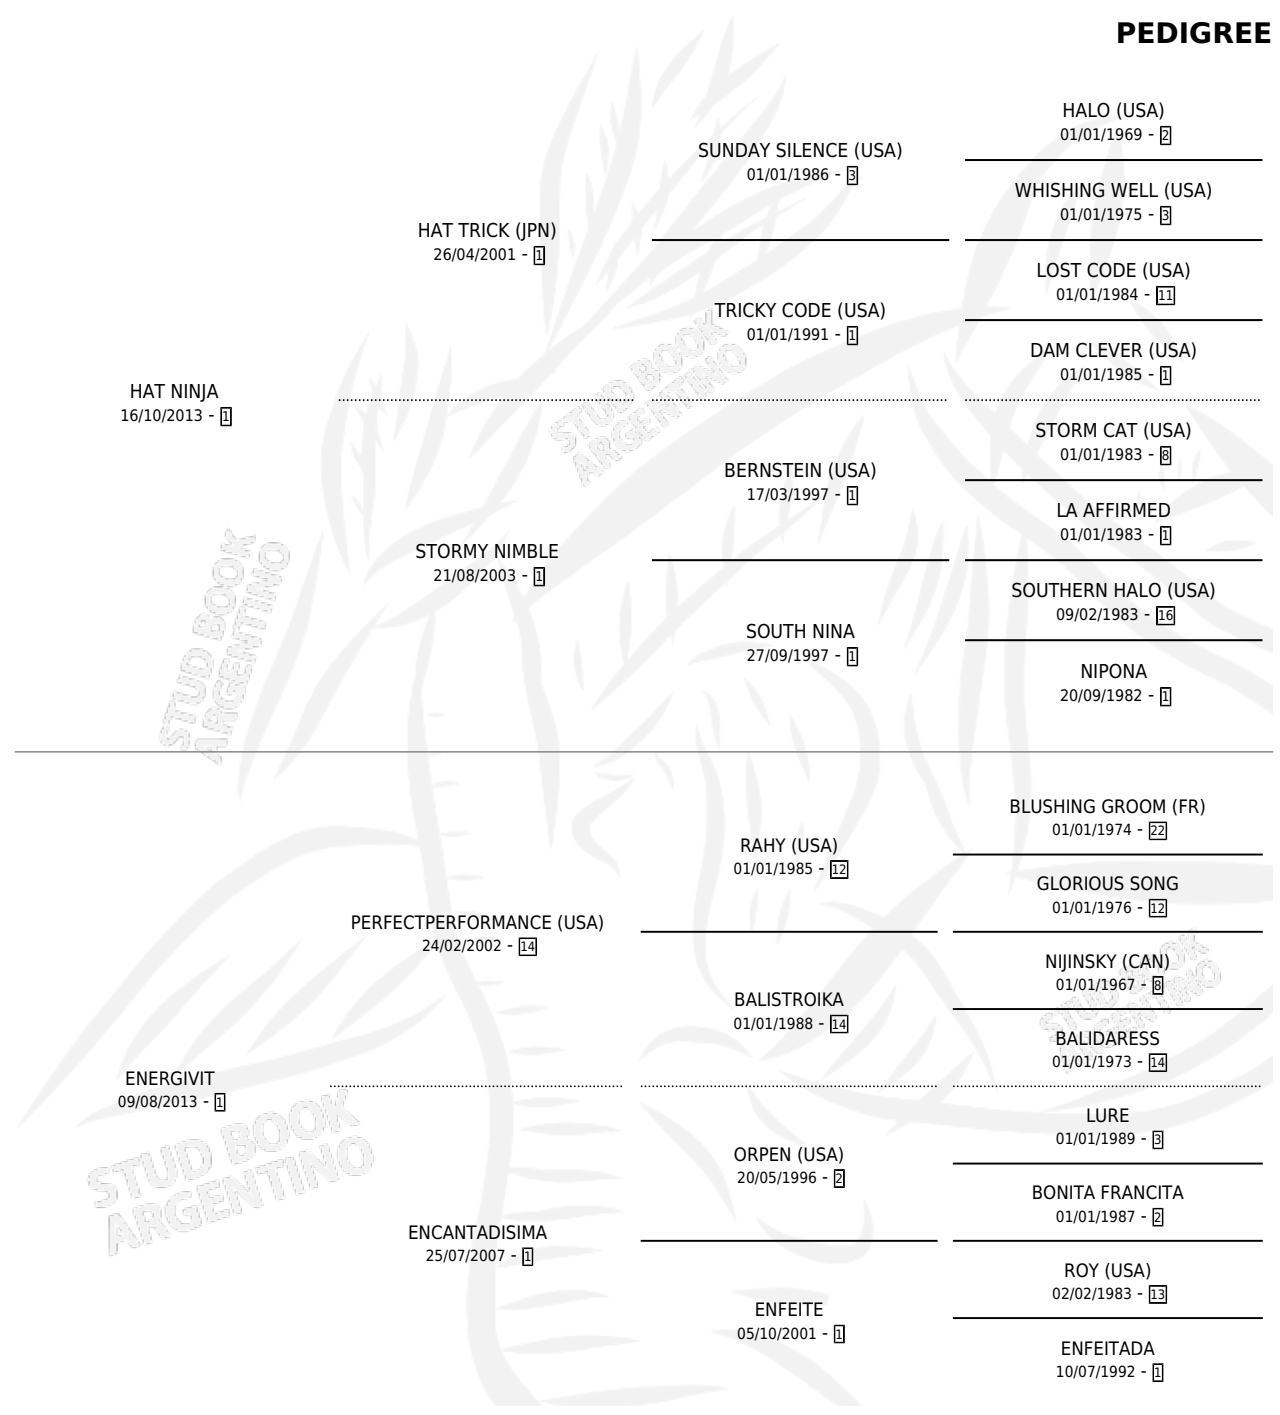 PEDIGREE
HALO (USA)
01/01/1969 - 2
SUNDAY SILENCE (USA)
01/01/1986 - 3
WHISHING WELL (USA)
01/01/1975 - 3
HAT TRICK (JPN)
26/04/2001 - 1
LOST CODE (USA)
01/01/1984 - 11
TRICKY CODE (USA)
01/01/1991 - 1
DAM CLEVER (USA)
01/01/1985 - 1
HAT NINJA
16/10/2013 - 1
STORM CAT (USA)
01/01/1983 - 8
BERNSTEIN (USA)
17/03/1997 - 1
LA AFFIRMED
01/01/1983 - 1
STORMY NIMBLE
21/08/2003 - 1
SOUTHERN HALO (USA)
09/02/1983 - 16
SOUTH NINA
27/09/1997 - 1
NIPONA
20/09/1982 - 1
BLUSHING GROOM (FR)
01/01/1974 - 22
RAHY (USA)
01/01/1985 - 12
GLORIOUS SONG
01/01/1976 - 12
PERFECTPERFORMANCE (USA)
24/02/2002 - 14
NIJINSKY (CAN)
01/01/1967 - 8
BALISTROIKA
01/01/1988 - 14
BALIDARESS
01/01/1973 - 14
ENERGIVIT
09/08/2013 - 1
LURE
01/01/1989 - 3
ORPEN (USA)
20/05/1996 - 2
BONITA FRANCITA
01/01/1987 - 2
ENCANTADISIMA
25/07/2007 - 1
ROY (USA)
02/02/1983 - 13
ENFEITE
05/10/2001 - 1
ENFEITADA
10/07/1992 - 1
STUD BOOK
ARGENTINO
STUD BOOK
ARGENTINO
STUD BOOK
ARGENTINO
STUD BOOK
ARGENTINO